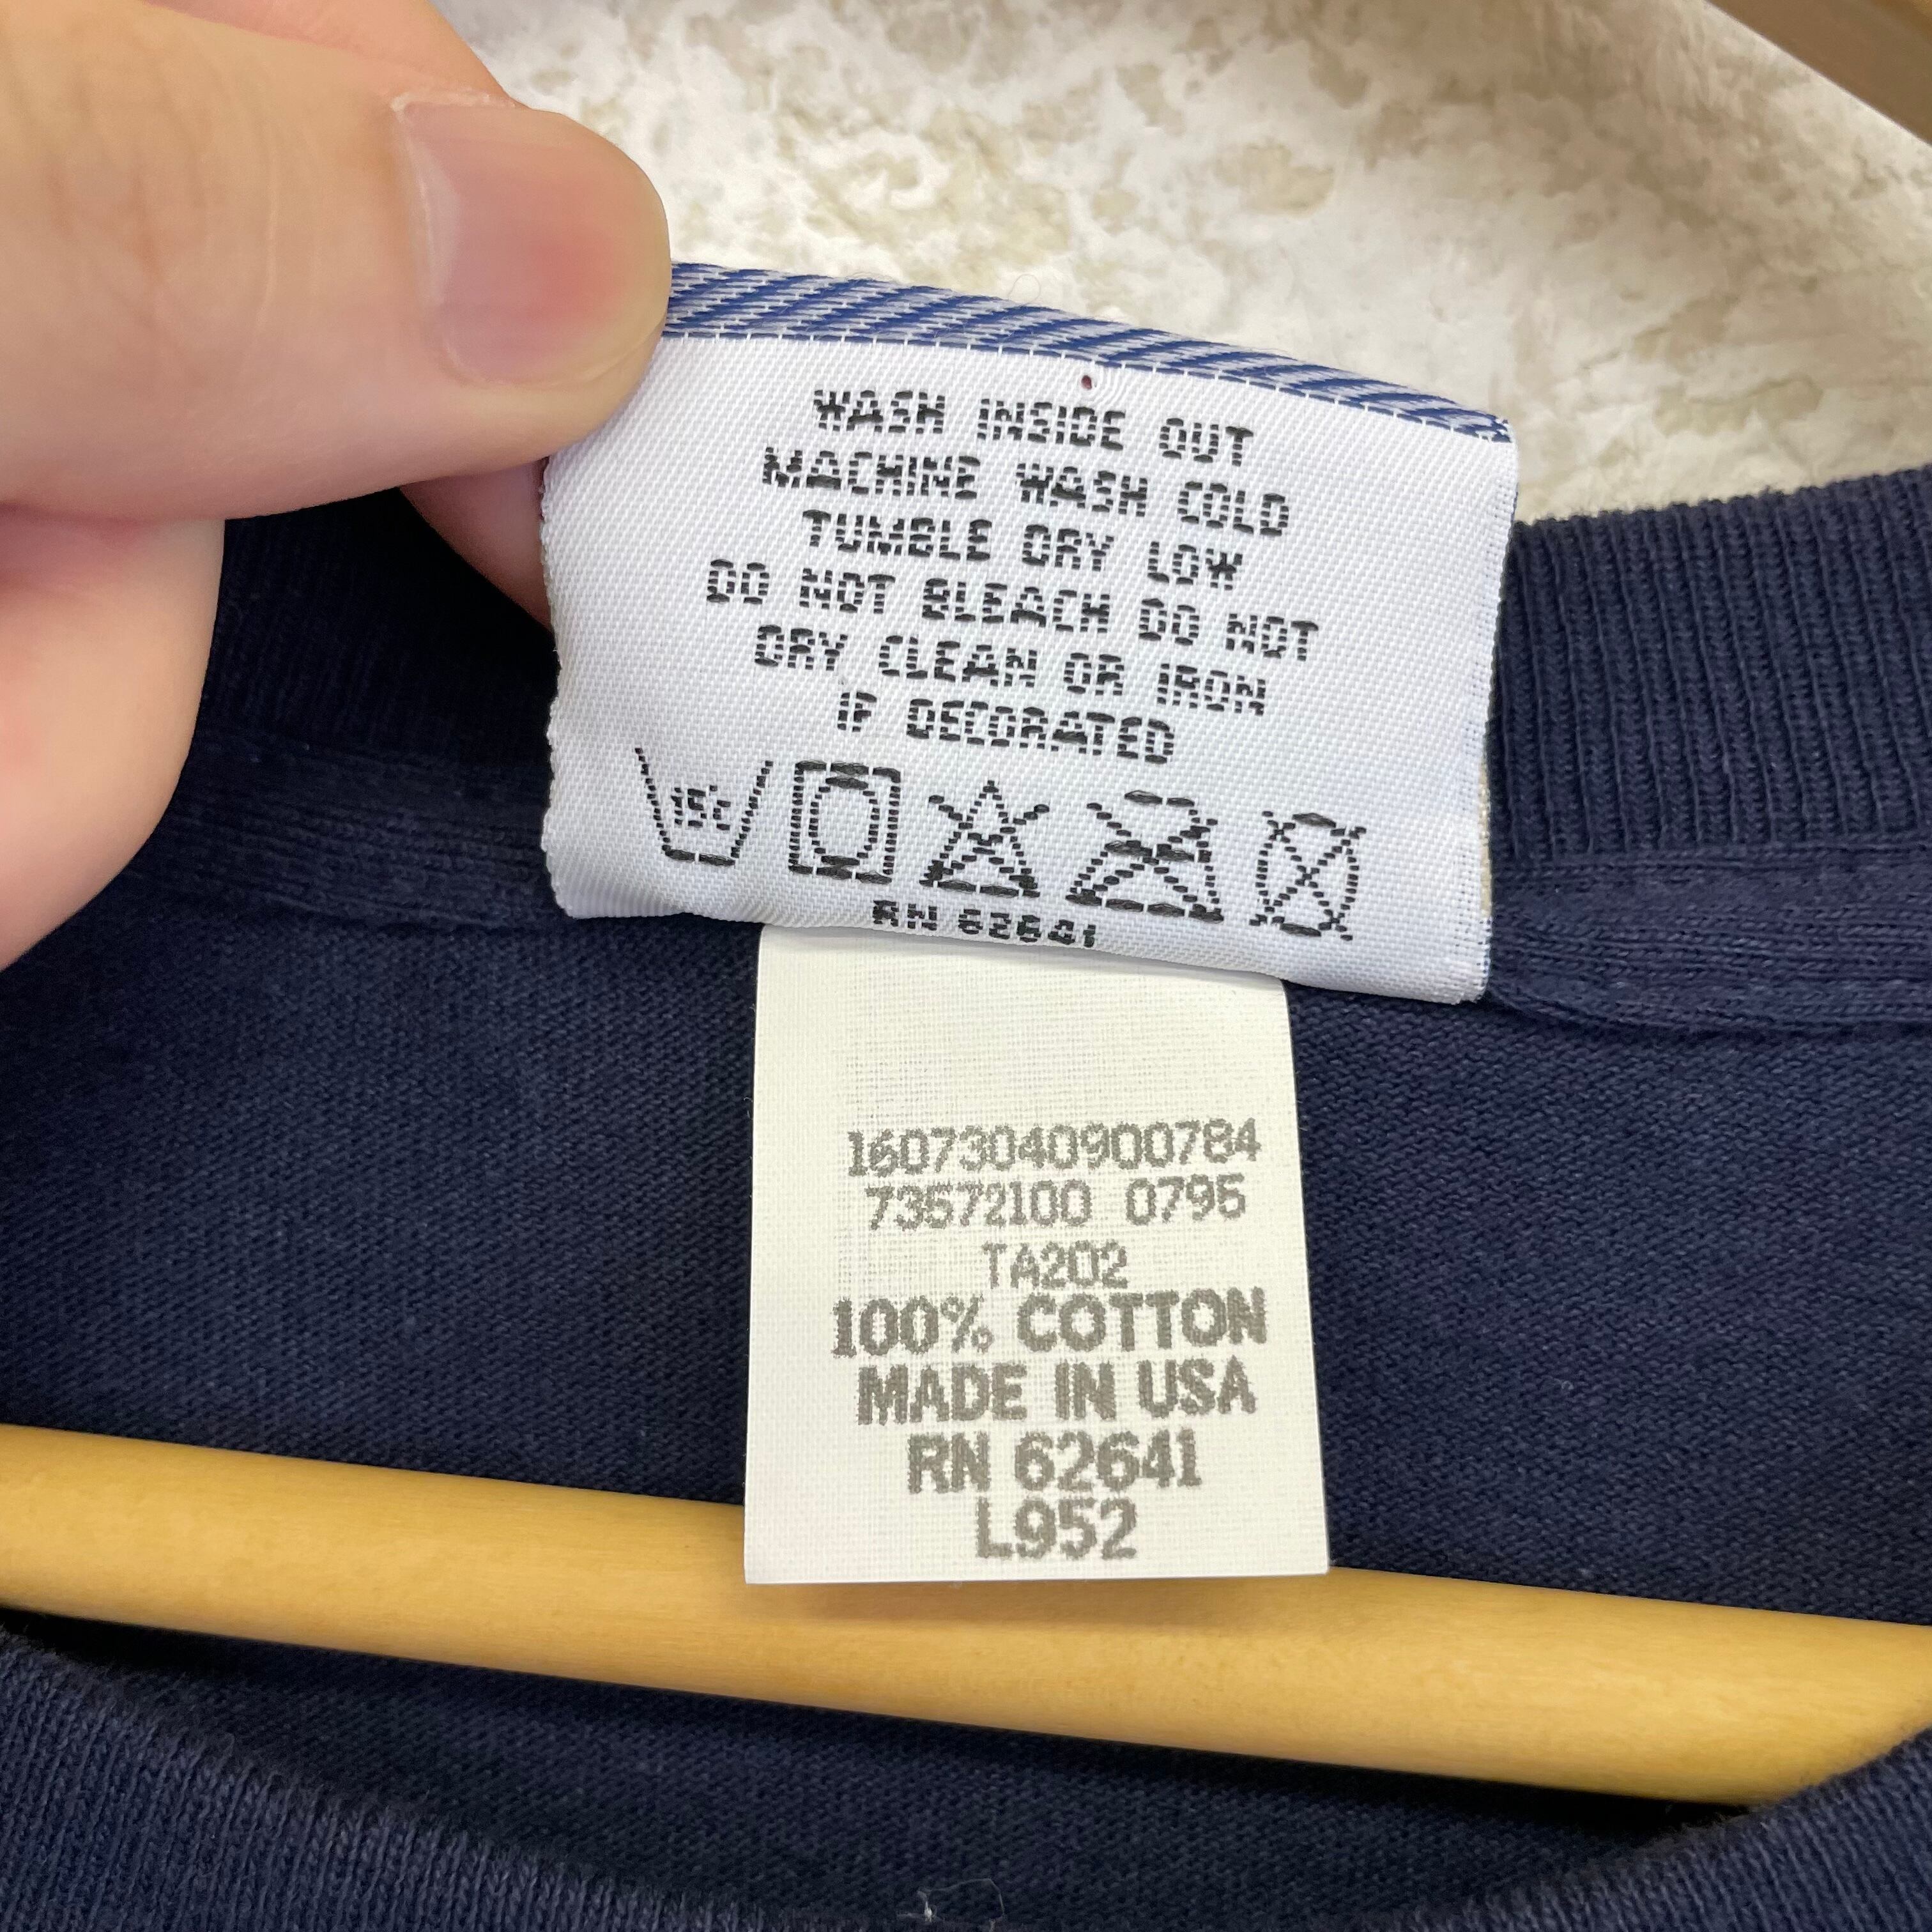 WASH INSIDE OUT
MACHINE WASH COLD
TUMBLE DRY LOW
DO NOT BLEACH DO NOT
DRY CLEAN OR IRON
IF DECORATED
15°c
RN 62641
16073040900784
73572100 0795
TA202
100% COTTON
MADE IN USA
RN 62641
L952